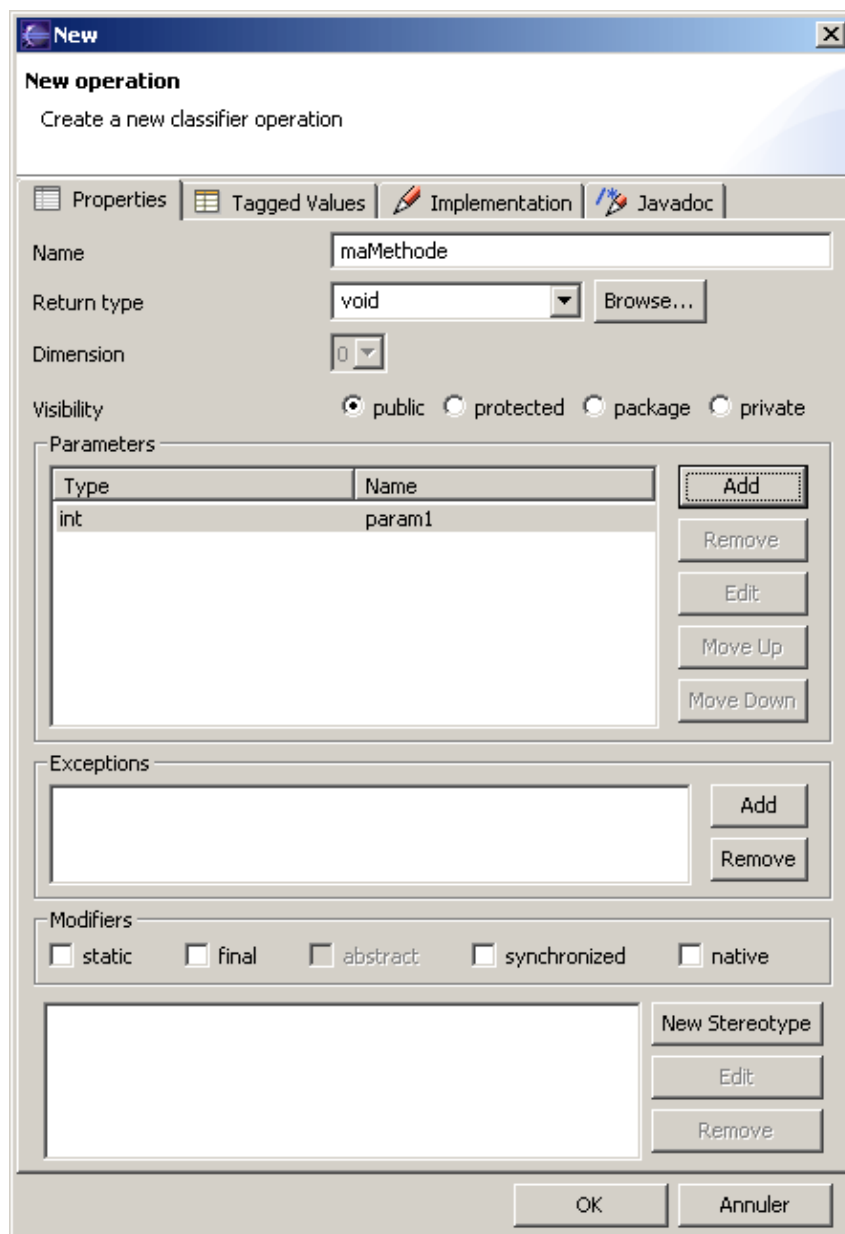 New
New operation
Create a new classifier operation
Properties Tagged Values Implementation Javadoc
Name maMethode
Return type void Browse...
Dimension 0
Visibility public protected package private
Parameters
Type Name Add
int param1
Remove
Edit
Move Up
Move Down
Exceptions
Add
Remove
Modifiers
static final abstract synchronized native
New Stereotype
Edit
Remove
OK Annuler